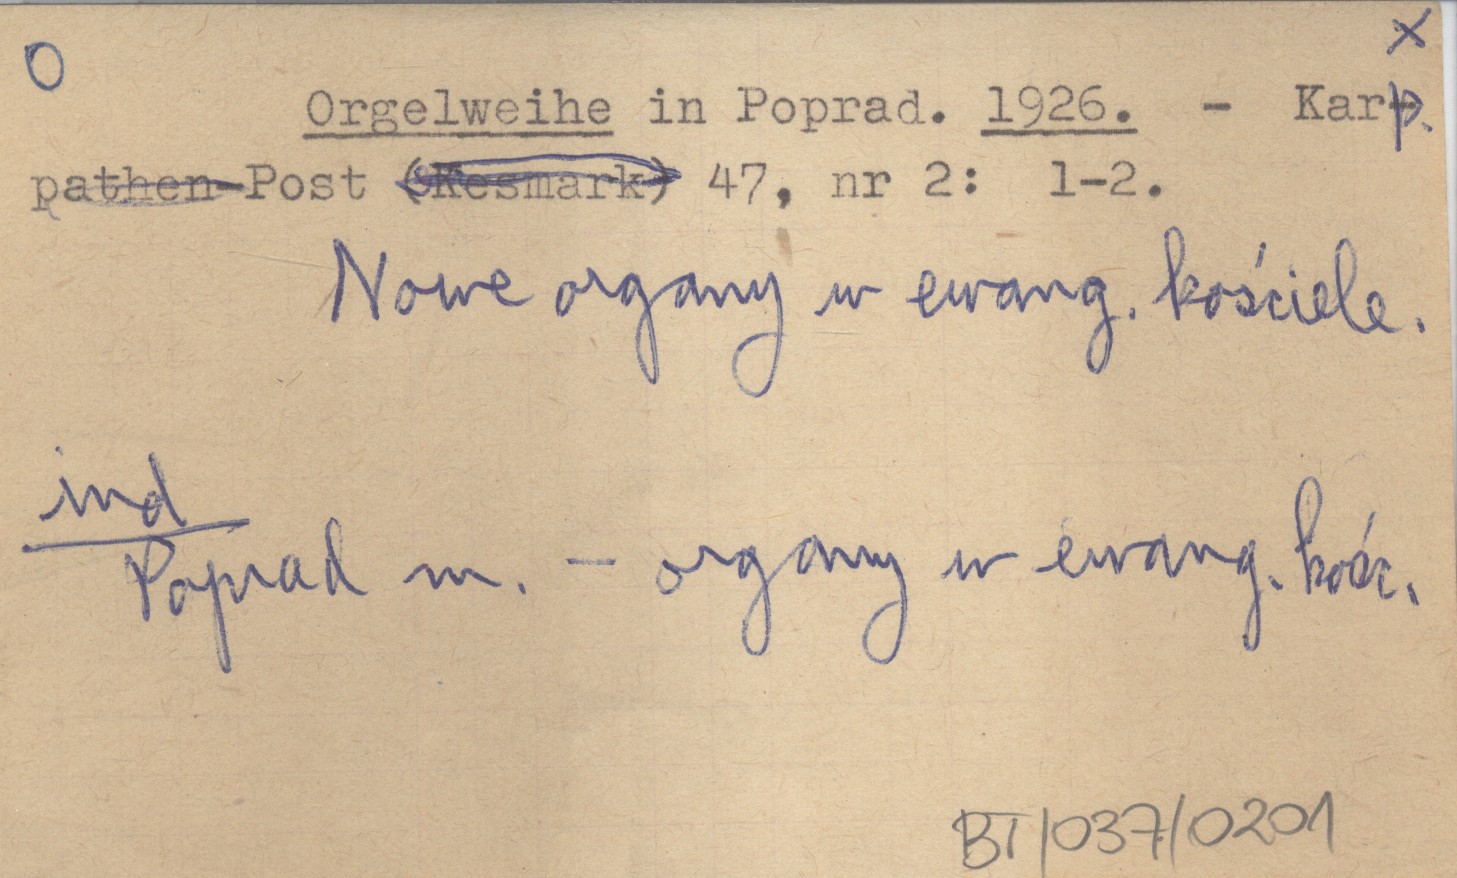 O x
Orgelweihe in Poprad. 1926. - Karp.
pathen-Post (Kesmark) 47, nr 2: 1-2.
Nowe organy w ewang. kościele.
ind
Poprad m. - organy w ewang. kośc.
BT/037/0201